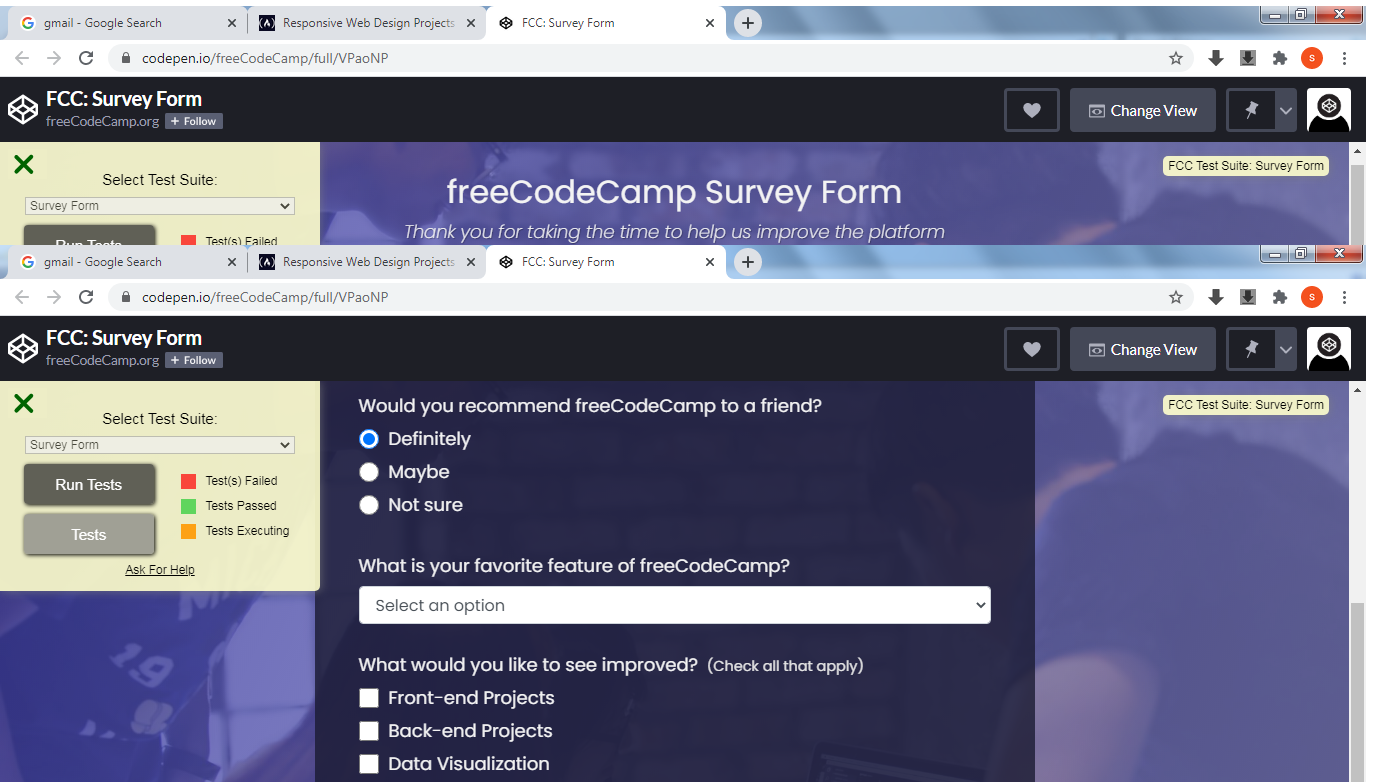 gmail - Google Search
Responsive Web Design Projects
FCC: Survey Form
codepen.io/freeCodeCamp/full/VPaoNP
S
FCC: Survey Form
freeCodeCamp.org + Follow
Change View
Select Test Suite:
Survey Form
Run Tests
Test(s) Failed
freeCodeCamp Survey Form
Thank you for taking the time to help us improve the platform
FCC Test Suite: Survey Form
gmail - Google Search
Responsive Web Design Projects
FCC: Survey Form
codepen.io/freeCodeCamp/full/VPaoNP
S
FCC: Survey Form
freeCodeCamp.org + Follow
Change View
Select Test Suite:
Survey Form
Run Tests
Tests
Test(s) Failed
Tests Passed
Tests Executing
Ask For Help
FCC Test Suite: Survey Form
Would you recommend freeCodeCamp to a friend?
Definitely
Maybe
Not sure
What is your favorite feature of freeCodeCamp?
Select an option
What would you like to see improved? (Check all that apply)
Front-end Projects
Back-end Projects
Data Visualization
19